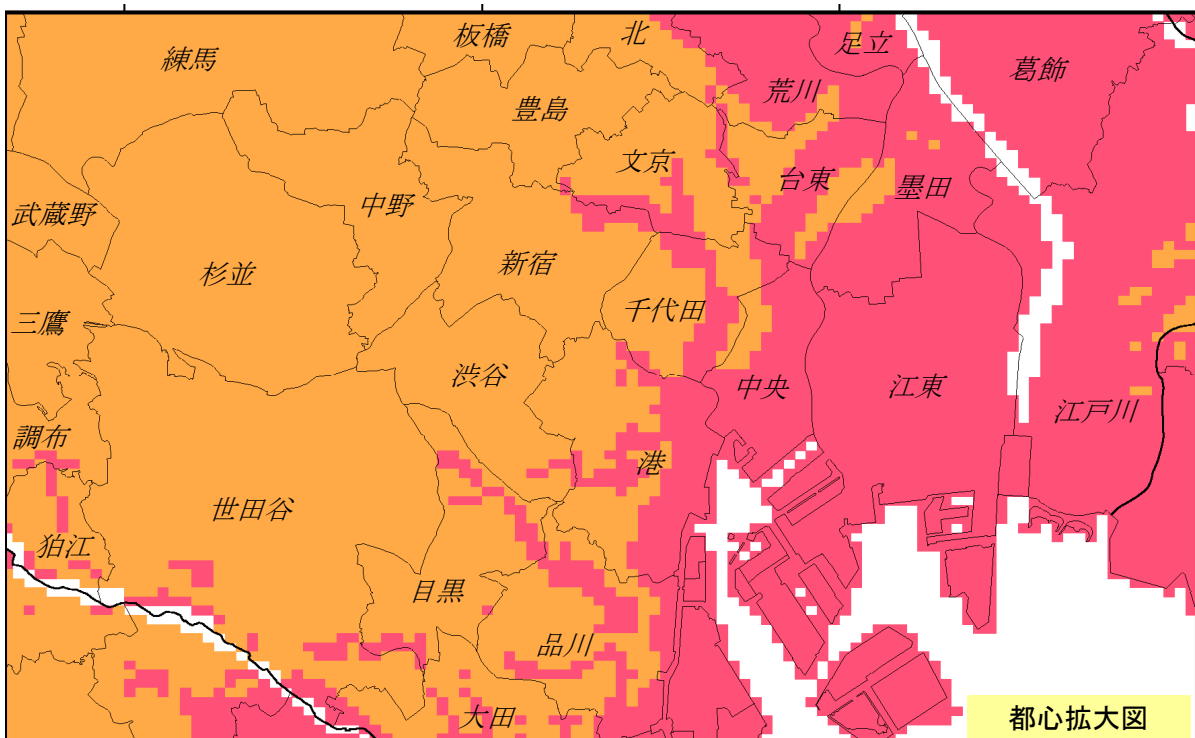 板橋
北
足立
練馬
葛飾
荒川
豊島
文京
台東
墨田
武蔵野
中野
杉並
新宿
千代田
三鷹
渋谷
中央
江東
江戸川
調布
港
世田谷
狛江
目黒
品川
大田
都心拡大図